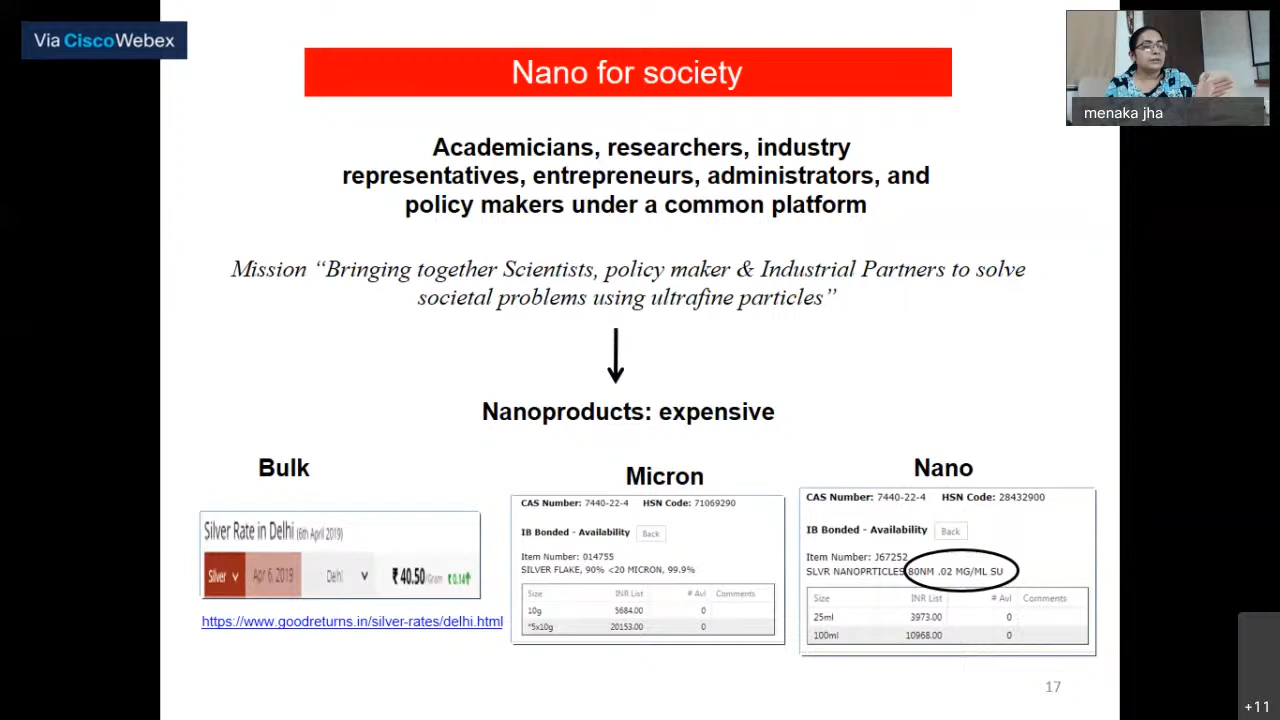 Via CiscoWebex
menaka jha
Nano for society
Academicians, researchers, industry
representatives, entrepreneurs, administrators, and
policy makers under a common platform
Mission “Bringing together Scientists, policy maker & Industrial Partners to solve
societal problems using ultrafine particles”
Nanoproducts: expensive
Bulk
Silver Rate in Delhi (6th April 2019)
Silver Apr 6, 2019 Delhi ₹ 40.50/Gram ₹0.14
https://www.goodreturns.in/silver-rates/delhi.html
Micron
CAS Number: 7440-22-4 HSN Code: 71069290
IB Bonded - Availability Back
Item Number: 014755
SILVER FLAKE, 90% <20 MICRON, 99.9%
Size INR List # Avl Comments
10g 5684.00 0
*5x10g 20153.00 0
Nano
CAS Number: 7440-22-4 HSN Code: 28432900
IB Bonded - Availability Back
Item Number: J67252
SLVR NANOPRTICLES 80NM .02 MG/ML SU
Size INR List # Avl Comments
25ml 3973.00 0
100ml 10968.00 0
17
+11